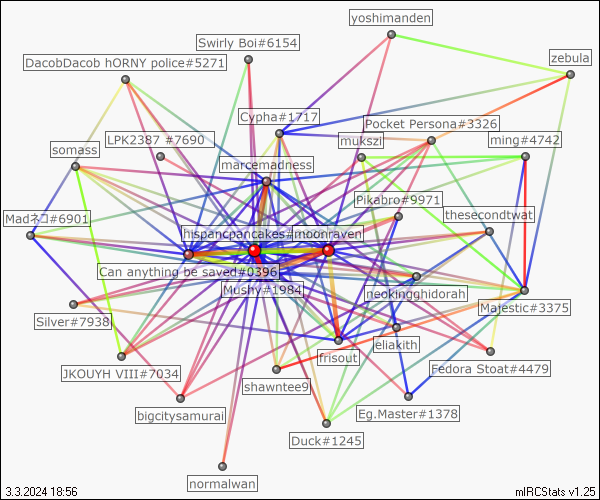 yoshimanden
Swirly Boi#6154
zebula
DacobDacob hORNY police#5271
Cypha#1717
Pocket Persona#3326
LPK2387 #7690
mukszi
ming#4742
somass
marcemadness
Pikabro#9971
Madネコ#6901
thesecondtwat
hispancpancakes#
moonraven
Can anything be saved#0396
Mushy#1984
neokingghidorah
Majestic#3375
Silver#7938
eliakith
frisout
JKOUYH VIII#7034
Fedora Stoat#4479
shawntee9
bigcitysamurai
Eg.Master#1378
Duck#1245
normalwan
3.3.2024 18:56
mIRCStats v1.25